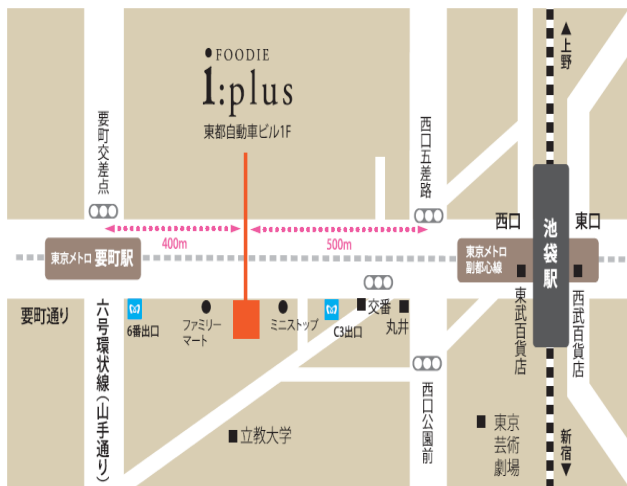 ▲上野
FOODIE
i:plus
東都自動車ビル1F
要町交差点
西口五差路
400m
500m
西口
池袋駅
東口
東京メトロ 要町駅
東京メトロ
副都心線
要町通り
六号環状線(山手通り)
6番出口
ファミリー
マート
ミニストップ
C3出口
交番
丸井
東武百貨店
西武百貨店
西口公園前
立教大学
東京
芸術
劇場
新宿▼